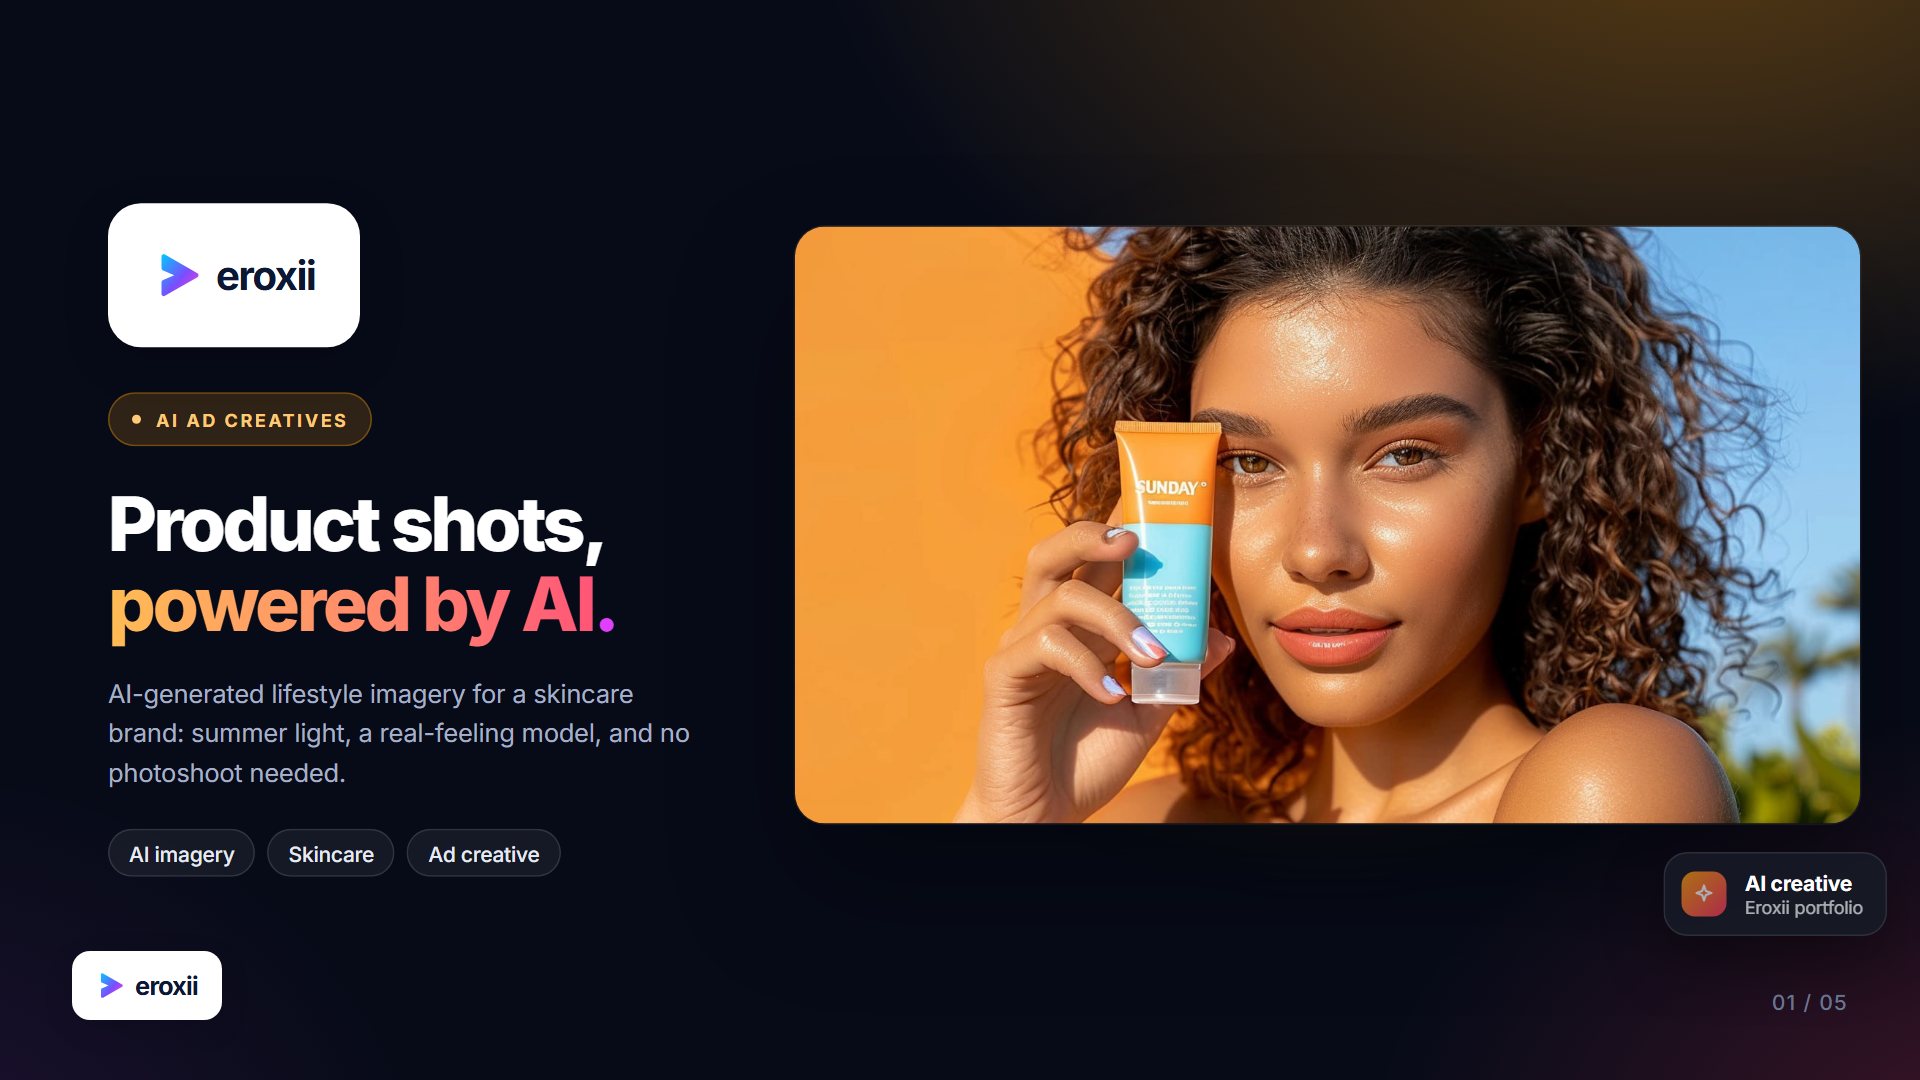 eroxii
AI AD CREATIVES
Product shots,
powered by AI.
AI-generated lifestyle imagery for a skincare
brand: summer light, a real-feeling model, and no
photoshoot needed.
AI imagery
Skincare
Ad creative
SUNDAY
AI creative
Eroxii portfolio
eroxii
01 / 05